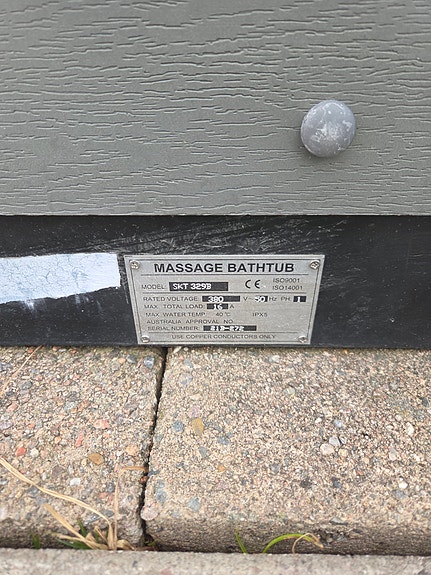 MASSAGE BATHTUB
MODEL: SKT 329B CE ISO9001
ISO14001
RATED VOLTAGE: 380 V~50 Hz PH: 1
MAX. TOTAL LOAD: 16 A
MAX. WATER TEMP. 40℃ IPX5
AUSTRALIA APPROVAL NO.
SERIAL NUMBER:
USE COPPER CONDUCTORS ONLY